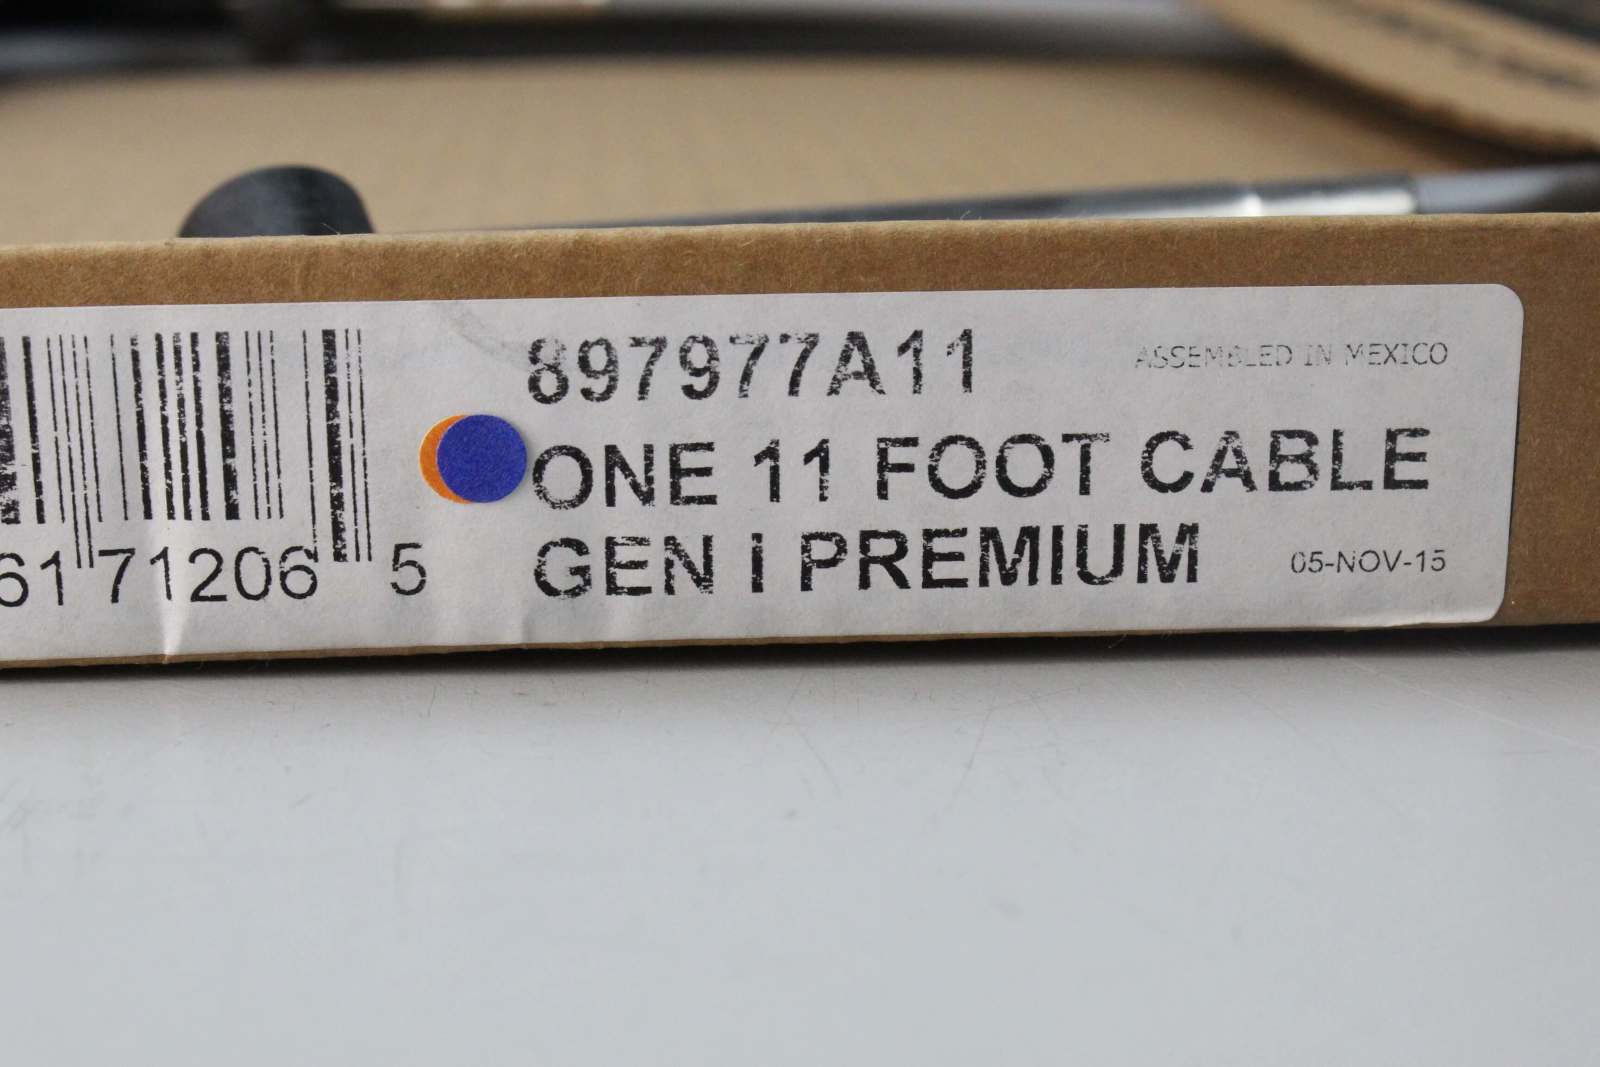 897977A11
ASSEMBLED IN MEXICO
ONE 11 FOOT CABLE
GEN I PREMIUM
05-NOV-15
61 71206 5